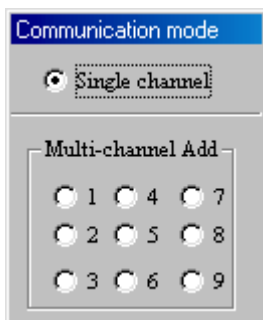 Communication mode
Single channel
Multi-channel Add
1 4 7
2 5 8
3 6 9